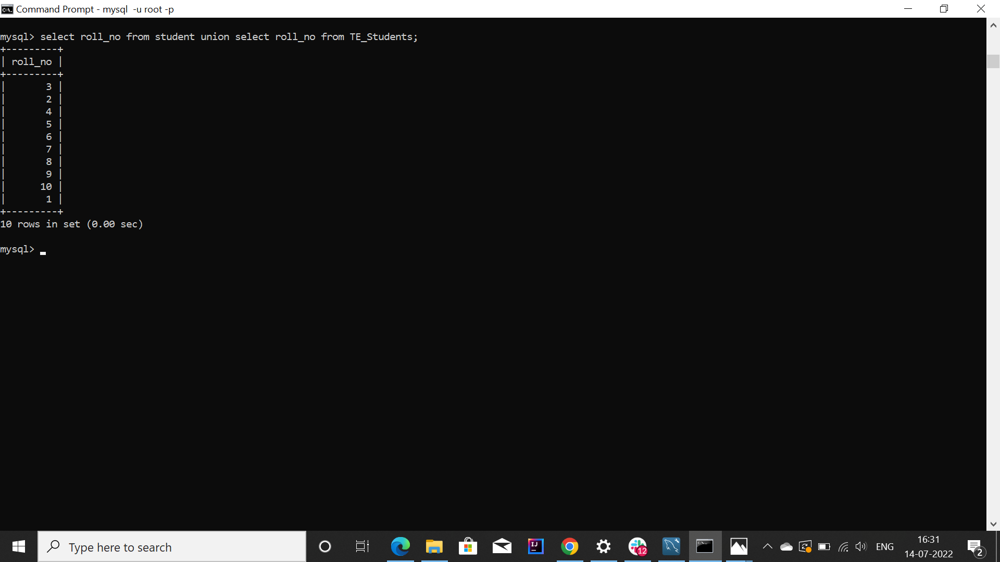 Command Prompt - mysql  -u root -p
mysql> select roll_no from student union select roll_no from TE_Students;
+---------+
| roll_no |
+---------+
|       3 |
|       2 |
|       4 |
|       5 |
|       6 |
|       7 |
|       8 |
|       9 |
|      10 |
|       1 |
+---------+
10 rows in set (0.00 sec)
mysql>
Type here to search
IJ
12
ENG
16:31
14-07-2022
2